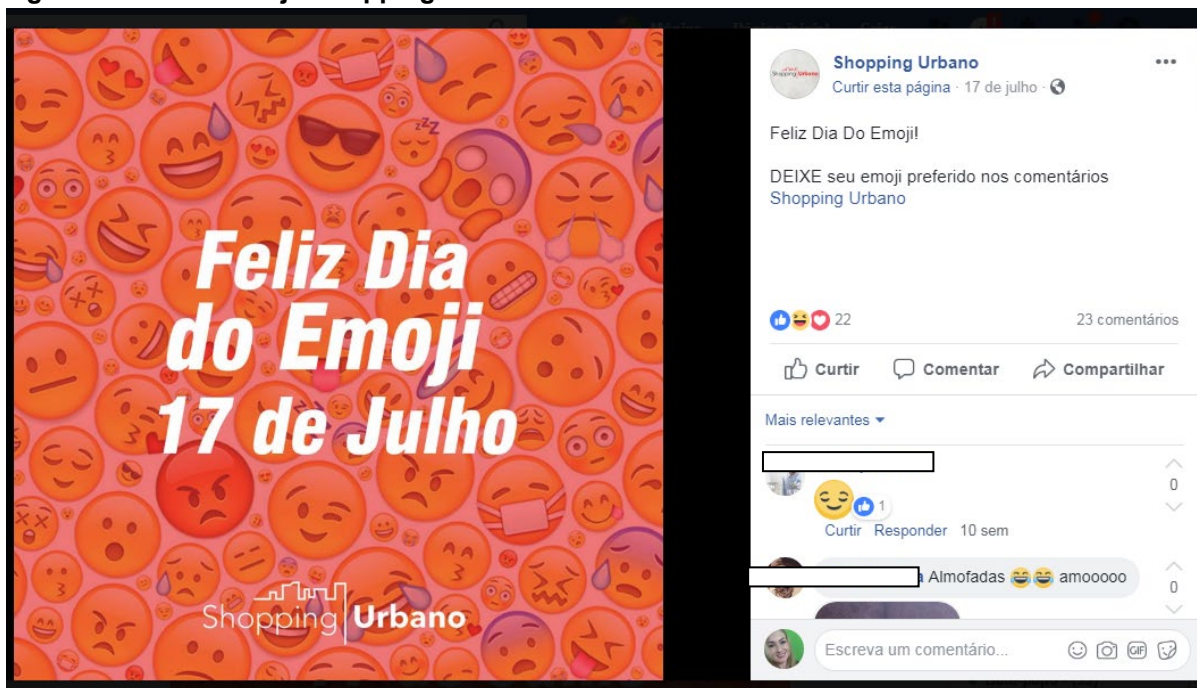 Feliz Dia
do Emoji
17 de Julho
Shopping Urbano
Shopping Urbano
Curtir esta página · 17 de julho ·
Feliz Dia Do Emoji!
DEIXE seu emoji preferido nos comentários
Shopping Urbano
22 23 comentários
Curtir Comentar Compartilhar
Mais relevantes
0
1
Curtir Responder 10 sem
Almofadas 😂😂 amooooo
0
Escreva um comentário... GIF